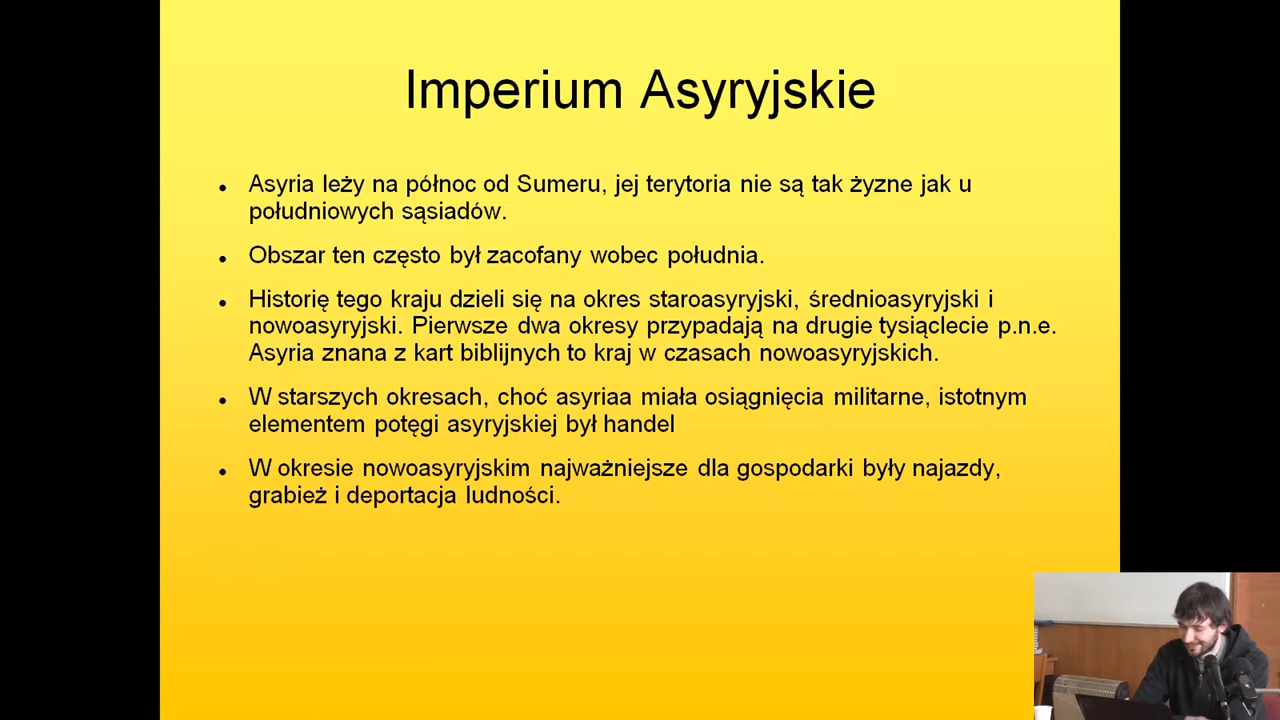 Imperium Asyryjskie
Asyria leży na północ od Sumeru, jej terytoria nie są tak żyzne jak u
południowych sąsiadów.
Obszar ten często był zacofany wobec południa.
Historię tego kraju dzieli się na okres staroasyryjski, średnioasyryjski i
nowoasyryjski. Pierwsze dwa okresy przypadają na drugie tysiąclecie p.n.e.
Asyria znana z kart biblijnych to kraj w czasach nowoasyryjskich.
W starszych okresach, choć asyriaa miała osiągnięcia militarne, istotnym
elementem potęgi asyryjskiej był handel
W okresie nowoasyryjskim najważniejsze dla gospodarki były najazdy,
grabież i deportacja ludności.